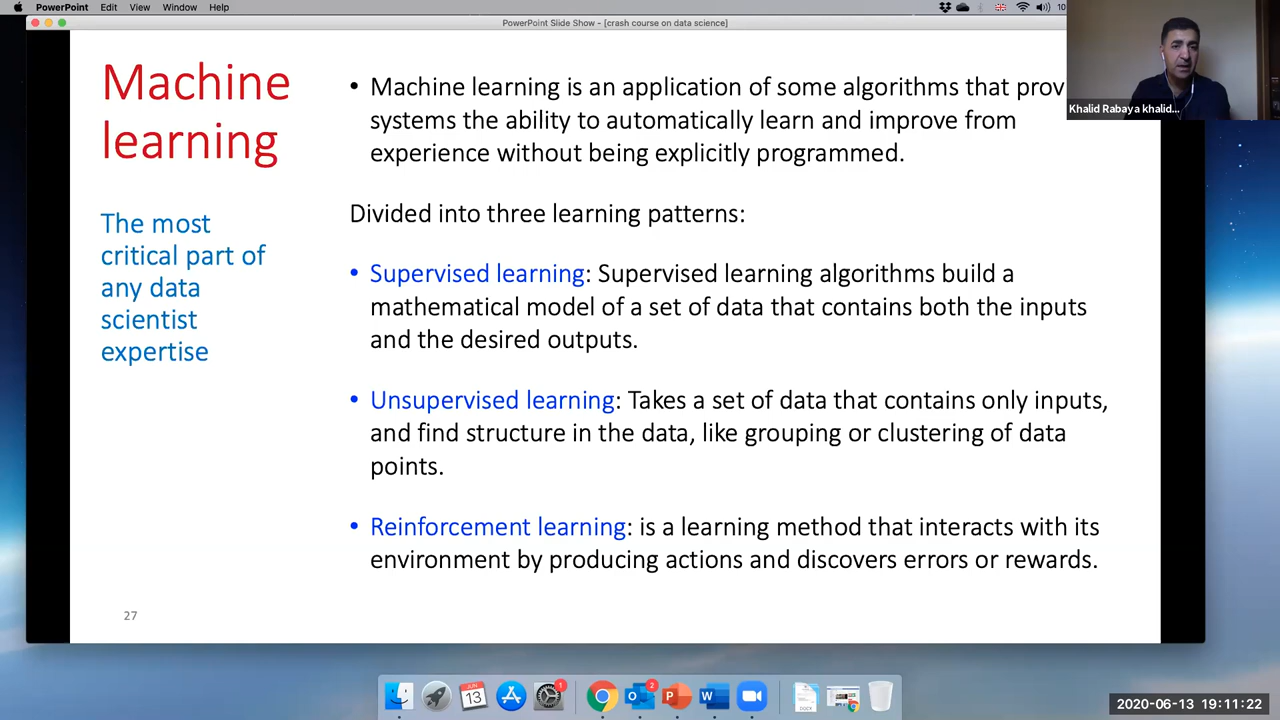 PowerPoint Edit View Window Help
10
PowerPoint Slide Show - [crash course on data science]
Machine
learning
The most
critical part of
any data
scientist
expertise
• Machine learning is an application of some algorithms that prov
systems the ability to automatically learn and improve from
experience without being explicitly programmed.
Divided into three learning patterns:
• Supervised learning: Supervised learning algorithms build a
mathematical model of a set of data that contains both the inputs
and the desired outputs.
• Unsupervised learning: Takes a set of data that contains only inputs,
and find structure in the data, like grouping or clustering of data
points.
• Reinforcement learning: is a learning method that interacts with its
environment by producing actions and discovers errors or rewards.
27
Khalid Rabaya khalid...
JUN
13
1
2
DOCX
2020-06-13 19:11:22